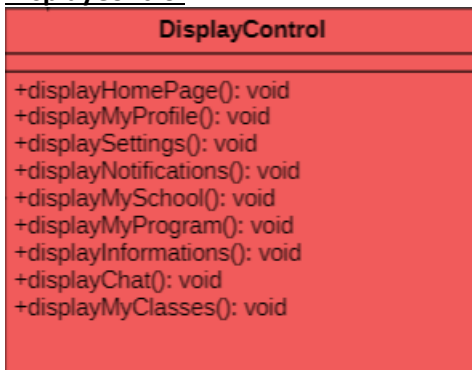 DisplayControl
+displayHomePage(): void
+displayMyProfile(): void
+displaySettings(): void
+displayNotifications(): void
+displayMySchool(): void
+displayMyProgram(): void
+displayInformations(): void
+displayChat(): void
+displayMyClasses(): void